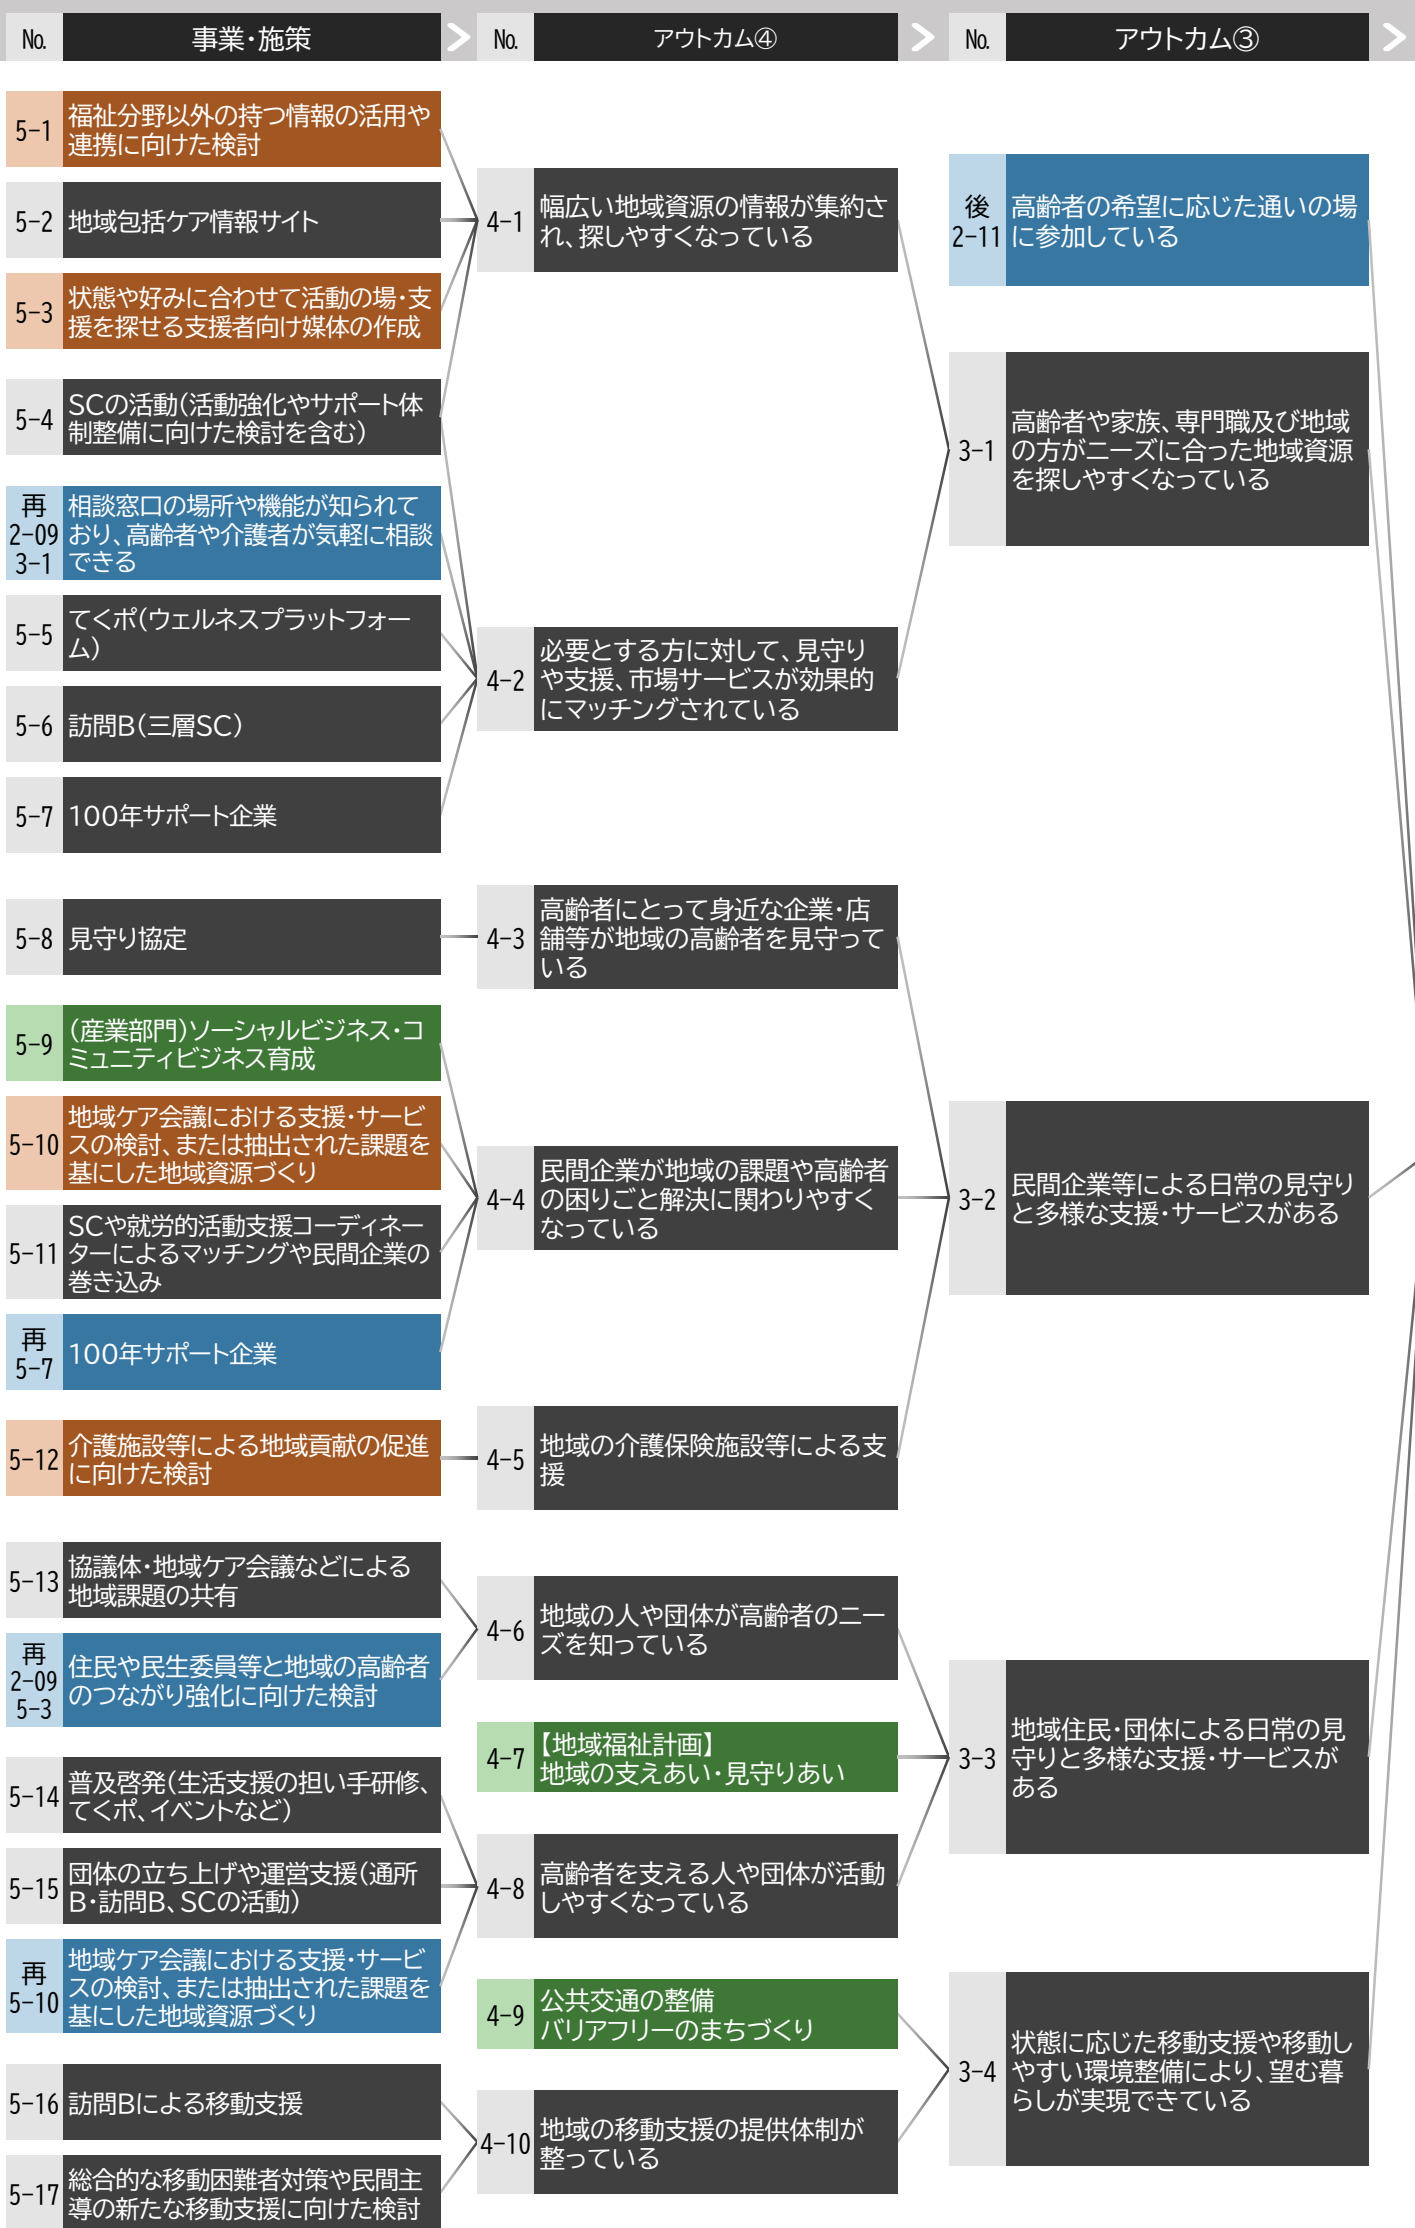 No.
事業・施策
No.
アウトカム④
No.
アウトカム③
5-1
福祉分野以外の持つ情報の活用や
連携に向けた検討
5-2
地域包括ケア情報サイト
5-3
状態や好みに合わせて活動の場・支
援を探せる支援者向け媒体の作成
5-4
SCの活動（活動強化やサポート体
制整備に向けた検討を含む）
再
2-09
3-1
相談窓口の場所や機能が知られて
おり、高齢者や介護者が気軽に相談
できる
5-5
てくポ（ウェルネスプラットフォー
ム）
5-6
訪問B（三層SC）
5-7
100年サポート企業
5-8
見守り協定
5-9
（産業部門）ソーシャルビジネス・コ
ミュニティビジネス育成
5-10
地域ケア会議における支援・サービ
スの検討、または抽出された課題を
基にした地域資源づくり
5-11
SCや就労的活動支援コーディネー
ターによるマッチングや民間企業の
巻き込み
再
5-7
100年サポート企業
5-12
介護施設等による地域貢献の促進
に向けた検討
5-13
協議体・地域ケア会議などによる
地域課題の共有
再
2-09
5-3
住民や民生委員等と地域の高齢者
のつながり強化に向けた検討
5-14
普及啓発（生活支援の担い手研修、
てくポ、イベントなど）
5-15
団体の立ち上げや運営支援（通所
B・訪問B、SCの活動）
再
5-10
地域ケア会議における支援・サービ
スの検討、または抽出された課題を
基にした地域資源づくり
5-16
訪問Bによる移動支援
5-17
総合的な移動困難者対策や民間主
導の新たな移動支援に向けた検討
4-1
幅広い地域資源の情報が集約さ
れ、探しやすくなっている
4-2
必要とする方に対して、見守り
や支援、市場サービスが効果的
にマッチングされている
4-3
高齢者にとって身近な企業・店
舗等が地域の高齢者を見守って
いる
4-4
民間企業が地域の課題や高齢者
の困りごと解決に関わりやすく
なっている
4-5
地域の介護保険施設等による支
援
4-6
地域の人や団体が高齢者のニー
ズを知っている
4-7
【地域福祉計画】
地域の支えあい・見守りあい
4-8
高齢者を支える人や団体が活動
しやすくなっている
4-9
公共交通の整備
バリアフリーのまちづくり
4-10
地域の移動支援の提供体制が
整っている
後
2-11
高齢者の希望に応じた通いの場
に参加している
3-1
高齢者や家族、専門職及び地域
の方がニーズに合った地域資源
を探しやすくなっている
3-2
民間企業等による日常の見守り
と多様な支援・サービスがある
3-3
地域住民・団体による日常の見
守りと多様な支援・サービスが
ある
3-4
状態に応じた移動支援や移動し
やすい環境整備により、望む暮
らしが実現できている